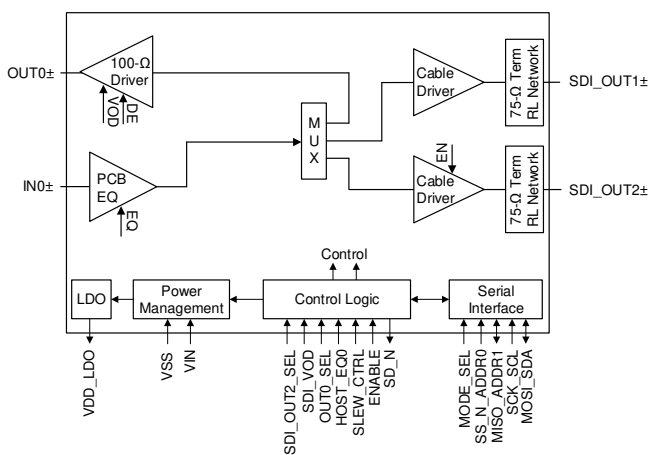 OUT0±
100-Ω
Driver
VOD
DE
M
U
X
Cable
Driver
75-Ω Term
RL Network
SDI_OUT1±
IN0±
PCB
EQ
EQ
EN
Cable
Driver
75-Ω Term
RL Network
SDI_OUT2±
Control
LDO
Power
Management
Control Logic
Serial
Interface
VDD_LDO
VSS
VIN
SDI_OUT2_SEL
SDI_VOD
OUT0_SEL
HOST_EQ0
SLEW_CTRL
ENABLE
SD_N
MODE_SEL
SS_N_ADDR0
MISO_ADDR1
SCK_SCL
MOSI_SDA